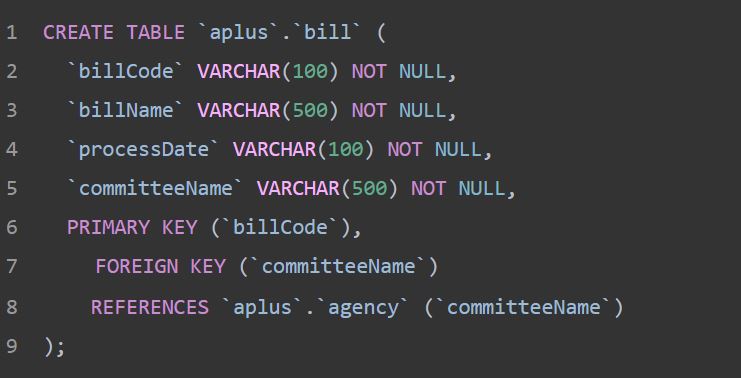 1 CREATE TABLE `aplus`.`bill` (
2 `billCode` VARCHAR(100) NOT NULL,
3 `billName` VARCHAR(500) NOT NULL,
4 `processDate` VARCHAR(100) NOT NULL,
5 `committeeName` VARCHAR(500) NOT NULL,
6 PRIMARY KEY (`billCode`),
7 FOREIGN KEY (`committeeName`)
8 REFERENCES `aplus`.`agency` (`committeeName`)
9 );